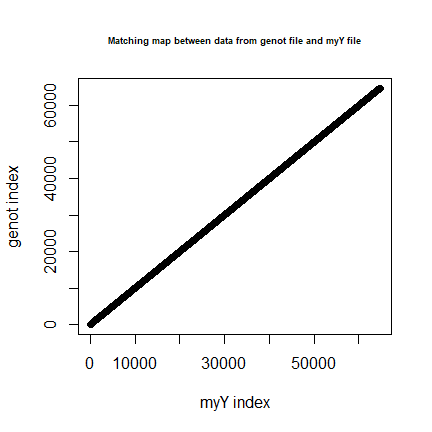 Matching map between data from genot file and myY file
genot index
60000
40000
20000
0
0 10000 30000 50000
myY index